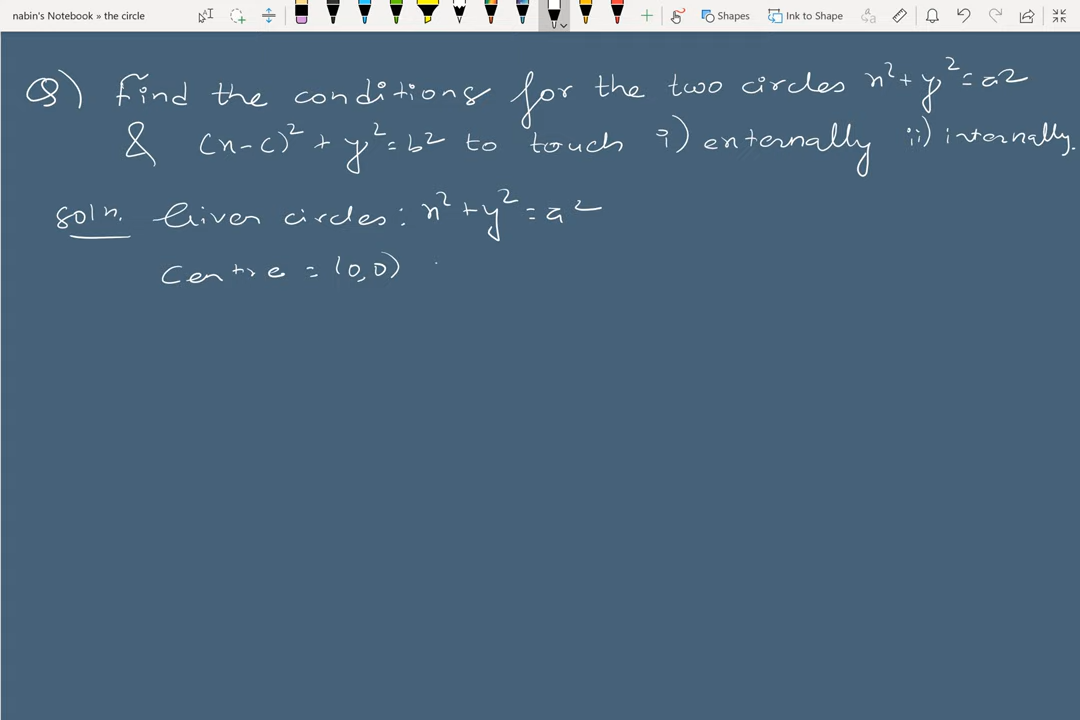 nabin's Notebook » the circle
Shapes
Ink to Shape
Q) Find the conditions for the two circles x²+y²=a²
& (x-c)²+y²=b² to touch i) externally ii) internally.
Soln. Given circles: x²+y²=a²
Centre = (0,0)